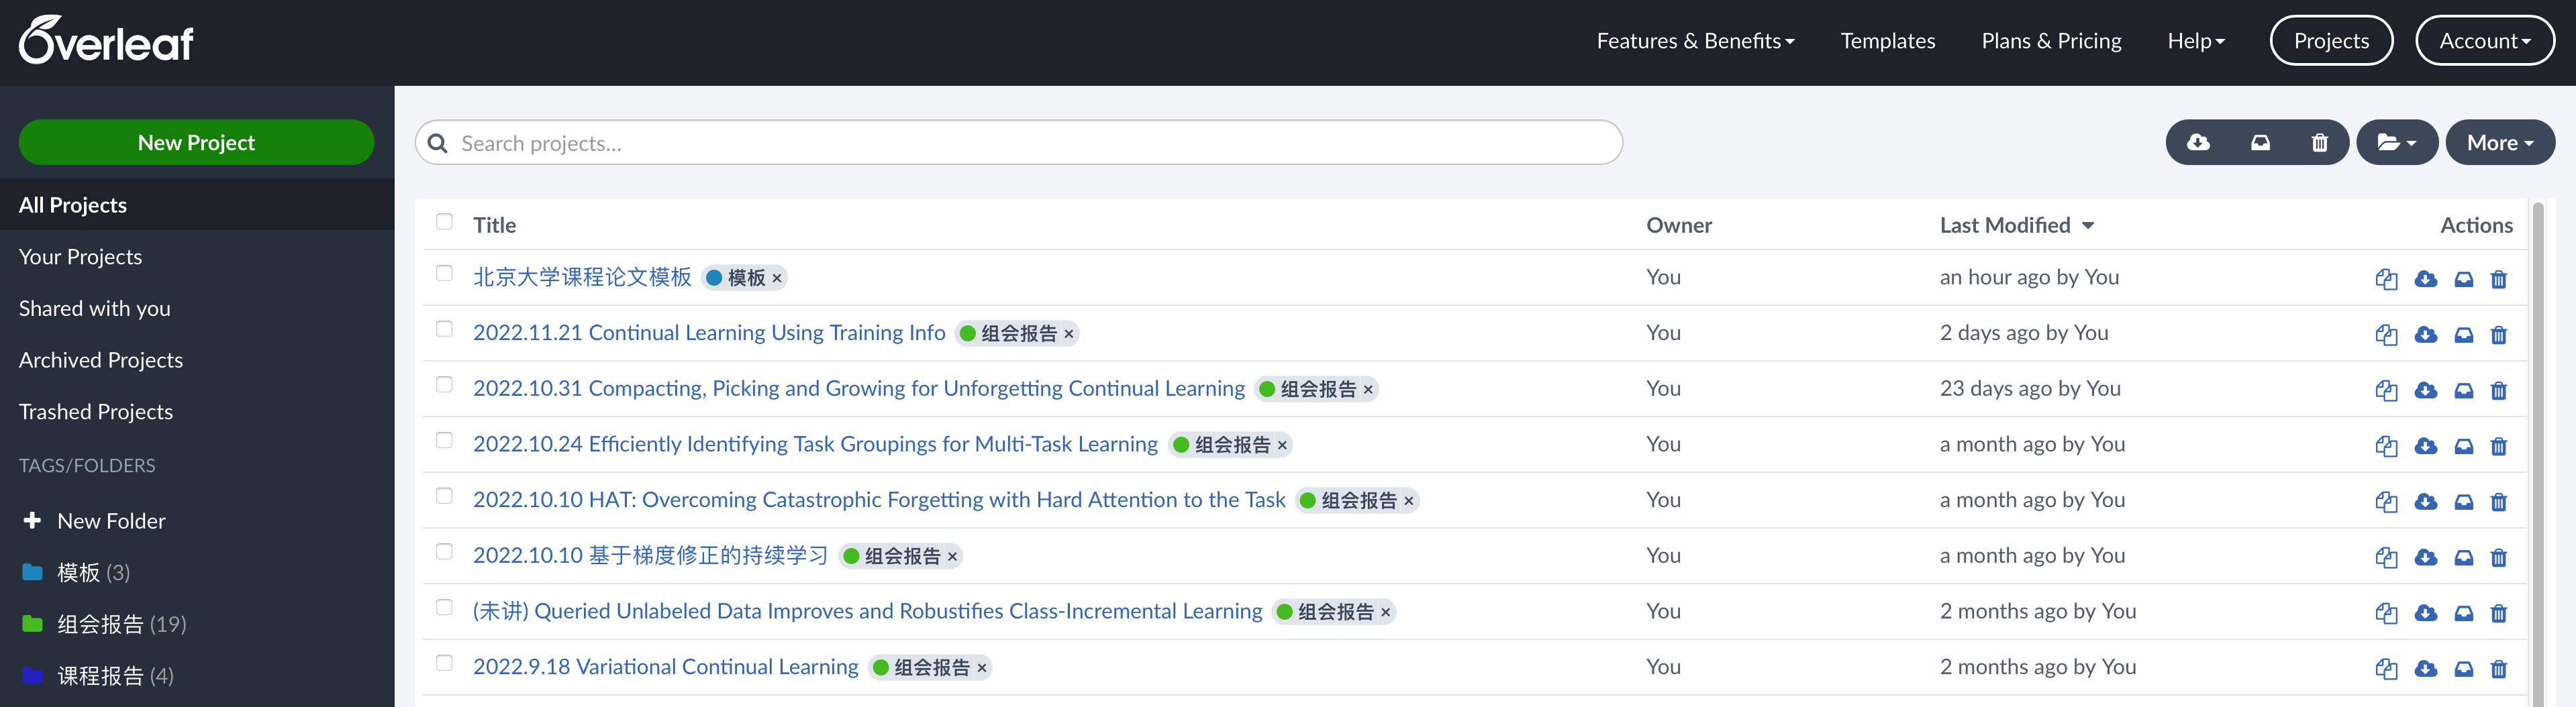 Overleaf
Features & Benefits Templates Plans & Pricing Help Projects Account
New Project
All Projects
Your Projects
Shared with you
Archived Projects
Trashed Projects
TAGS/FOLDERS
New Folder
模板 (3)
组会报告 (19)
课程报告 (4)
Search projects...
More
Title Owner Last Modified Actions
北京大学课程论文模板 模板 × You an hour ago by You
2022.11.21 Continual Learning Using Training Info 组会报告 × You 2 days ago by You
2022.10.31 Compacting, Picking and Growing for Unforgetting Continual Learning 组会报告 × You 23 days ago by You
2022.10.24 Efficiently Identifying Task Groupings for Multi-Task Learning 组会报告 × You a month ago by You
2022.10.10 HAT: Overcoming Catastrophic Forgetting with Hard Attention to the Task 组会报告 × You a month ago by You
2022.10.10 基于梯度修正的持续学习 组会报告 × You a month ago by You
(未讲) Queried Unlabeled Data Improves and Robustifies Class-Incremental Learning 组会报告 × You 2 months ago by You
2022.9.18 Variational Continual Learning 组会报告 × You 2 months ago by You